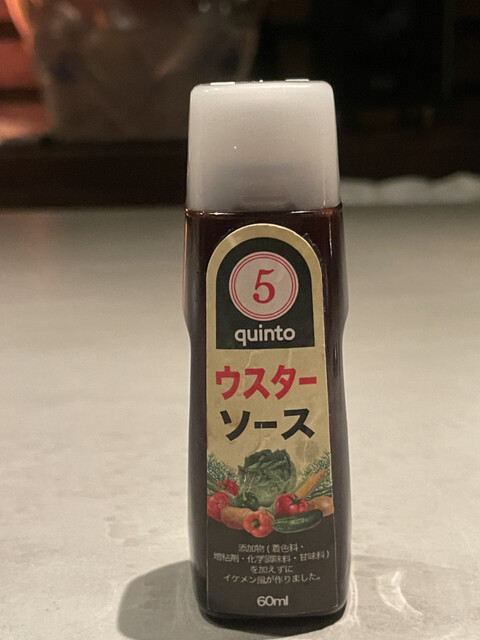 5
quinto
ウスター
ソース
添加物(着色料・
増粘剤・化学調味料・甘味料)
を加えずに
イケメン風が作りました。
60ml